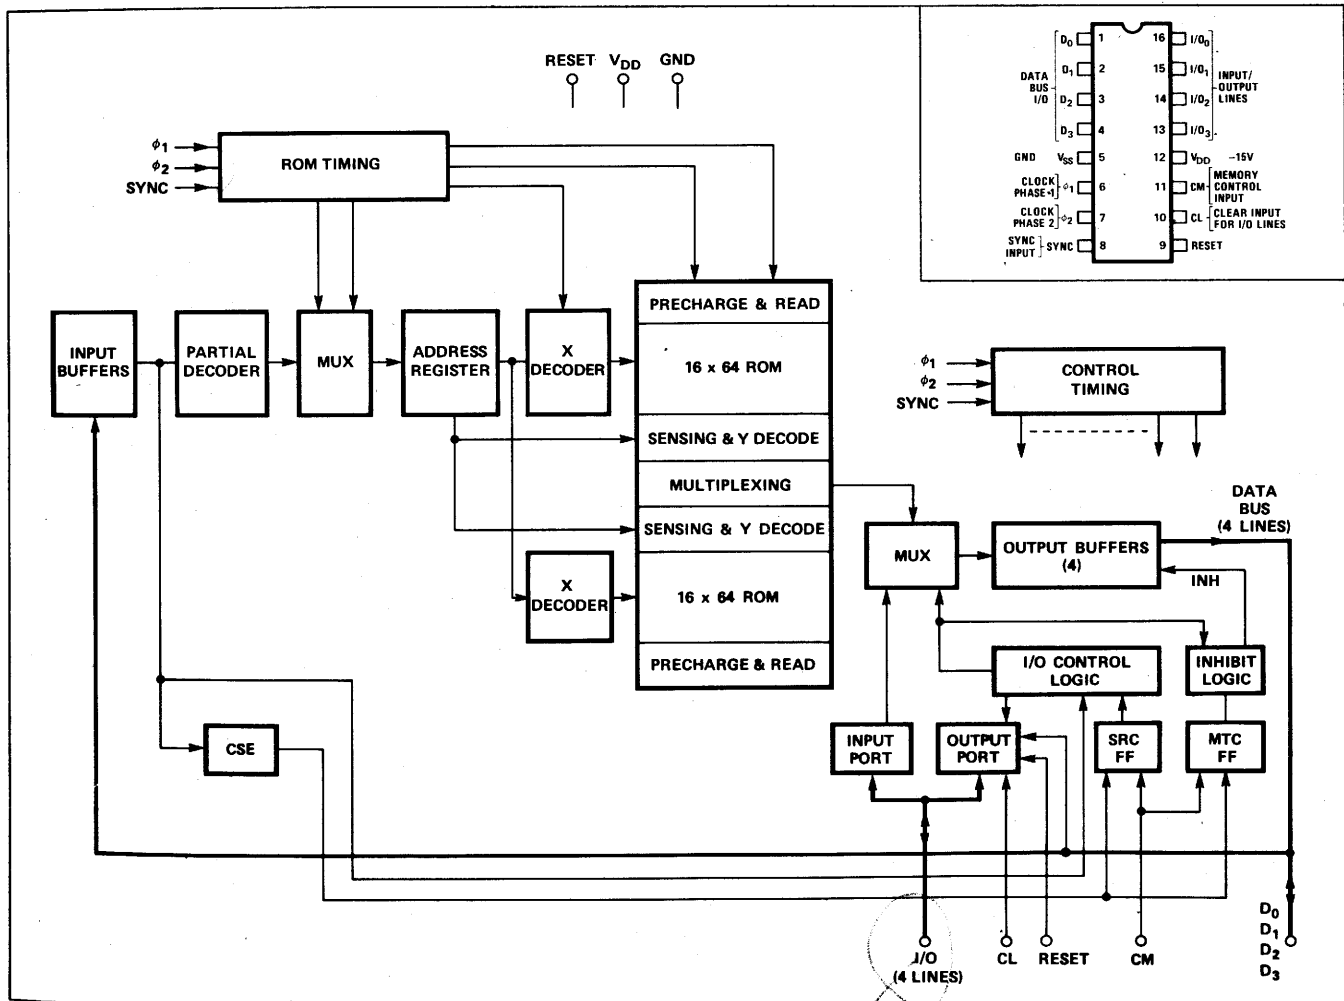 RESET VDD GND
ϕ1
ϕ2
SYNC
ROM TIMING
D0 1 16 I/O0
D1 2 15 I/O1
D2 3 14 I/O2
D3 4 13 I/O3
DATA
BUS
I/O
INPUT/
OUTPUT
LINES
GND VSS 5 12 VDD -15V
CLOCK
PHASE 1 ϕ1 6 11 CM
MEMORY
CONTROL
INPUT
CLOCK
PHASE 2 ϕ2 7 10 CL
CLEAR INPUT
FOR I/O LINES
SYNC
INPUT SYNC 8 9 RESET
INPUT
BUFFERS
PARTIAL
DECODER
MUX
ADDRESS
REGISTER
X
DECODER
PRECHARGE & READ
16 x 64 ROM
SENSING & Y DECODE
MULTIPLEXING
SENSING & Y DECODE
16 x 64 ROM
PRECHARGE & READ
X
DECODER
ϕ1
ϕ2
SYNC
CONTROL
TIMING
MUX
OUTPUT BUFFERS
(4)
DATA
BUS
(4 LINES)
INH
I/O CONTROL
LOGIC
INHIBIT
LOGIC
CSE
INPUT
PORT
OUTPUT
PORT
SRC
FF
MTC
FF
I/O
(4 LINES)
CL
RESET
CM
D0
D1
D2
D3